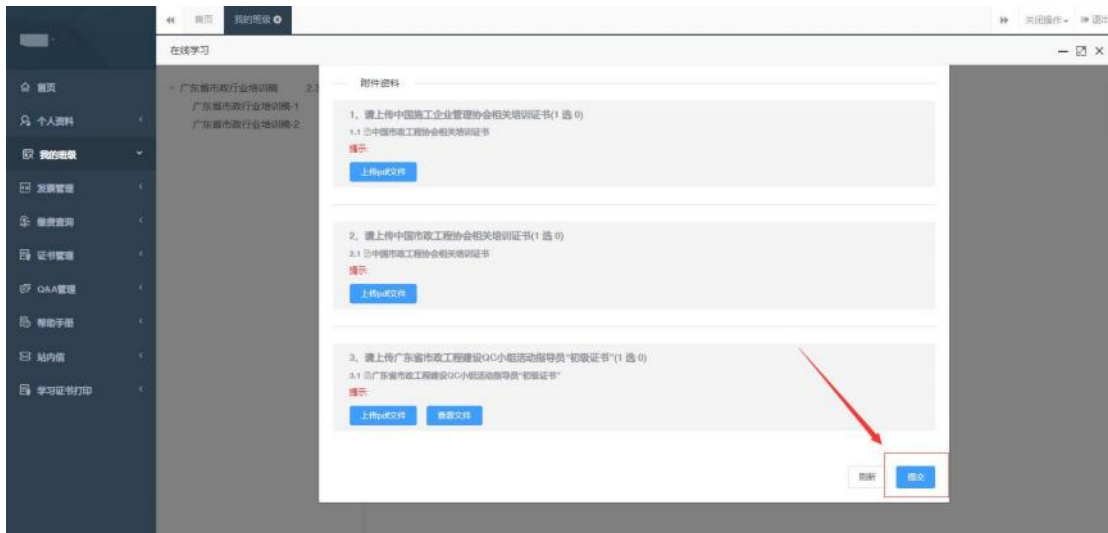 首页
我的班级
关闭操作
退出
在线学习
首页
个人资料
我的班级
发票管理
缴费查询
证书管理
Q&A管理
帮助手册
站内信
学习证书打印
广东省市政行业培训稿 2.3
广东省市政行业培训稿-1
广东省市政行业培训稿-2
附件资料
1、请上传中国施工企业管理协会相关培训证书(1 选 0)
1.1 中国市政工程协会相关培训证书
提示:
上传pdf文件
2、请上传中国市政工程协会相关培训证书(1 选 0)
2.1 中国市政工程协会相关培训证书
提示:
上传pdf文件
3、请上传广东省市政工程建设QC小组活动指导员“初级证书”(1 选 0)
3.1 广东省市政工程建设QC小组活动指导员“初级证书”
提示:
上传pdf文件
查看文件
刷新
提交